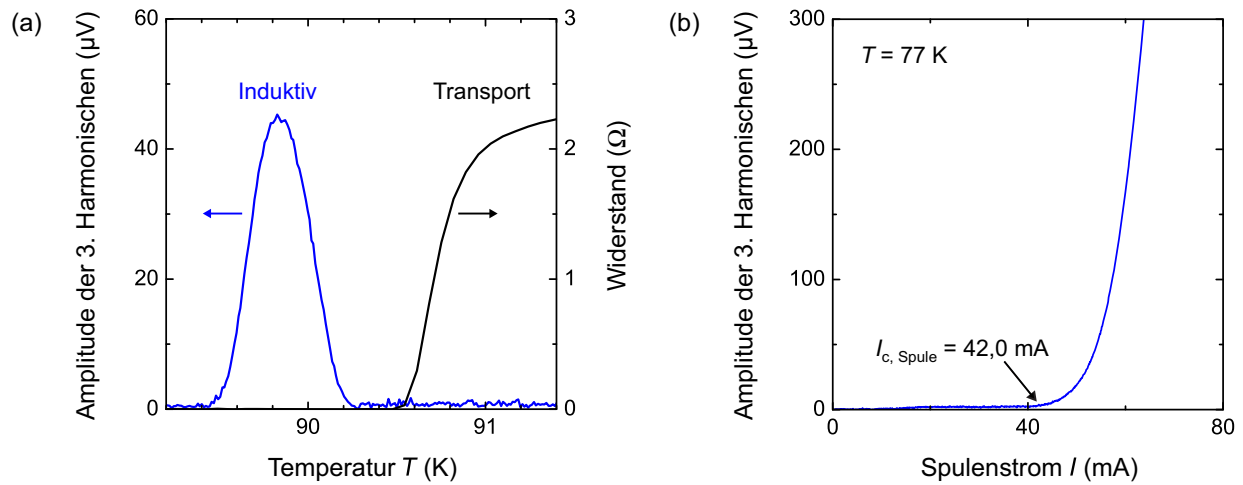 (a)
Amplitude der 3. Harmonischen (µV)
60
40
20
0
Induktiv
Transport
3
2
1
0
Widerstand (Ω)
90
91
Temperatur T (K)
(b)
Amplitude der 3. Harmonischen (µV)
300
200
100
0
T = 77 K
I c, Spule = 42,0 mA
0
40
80
Spulenstrom I (mA)